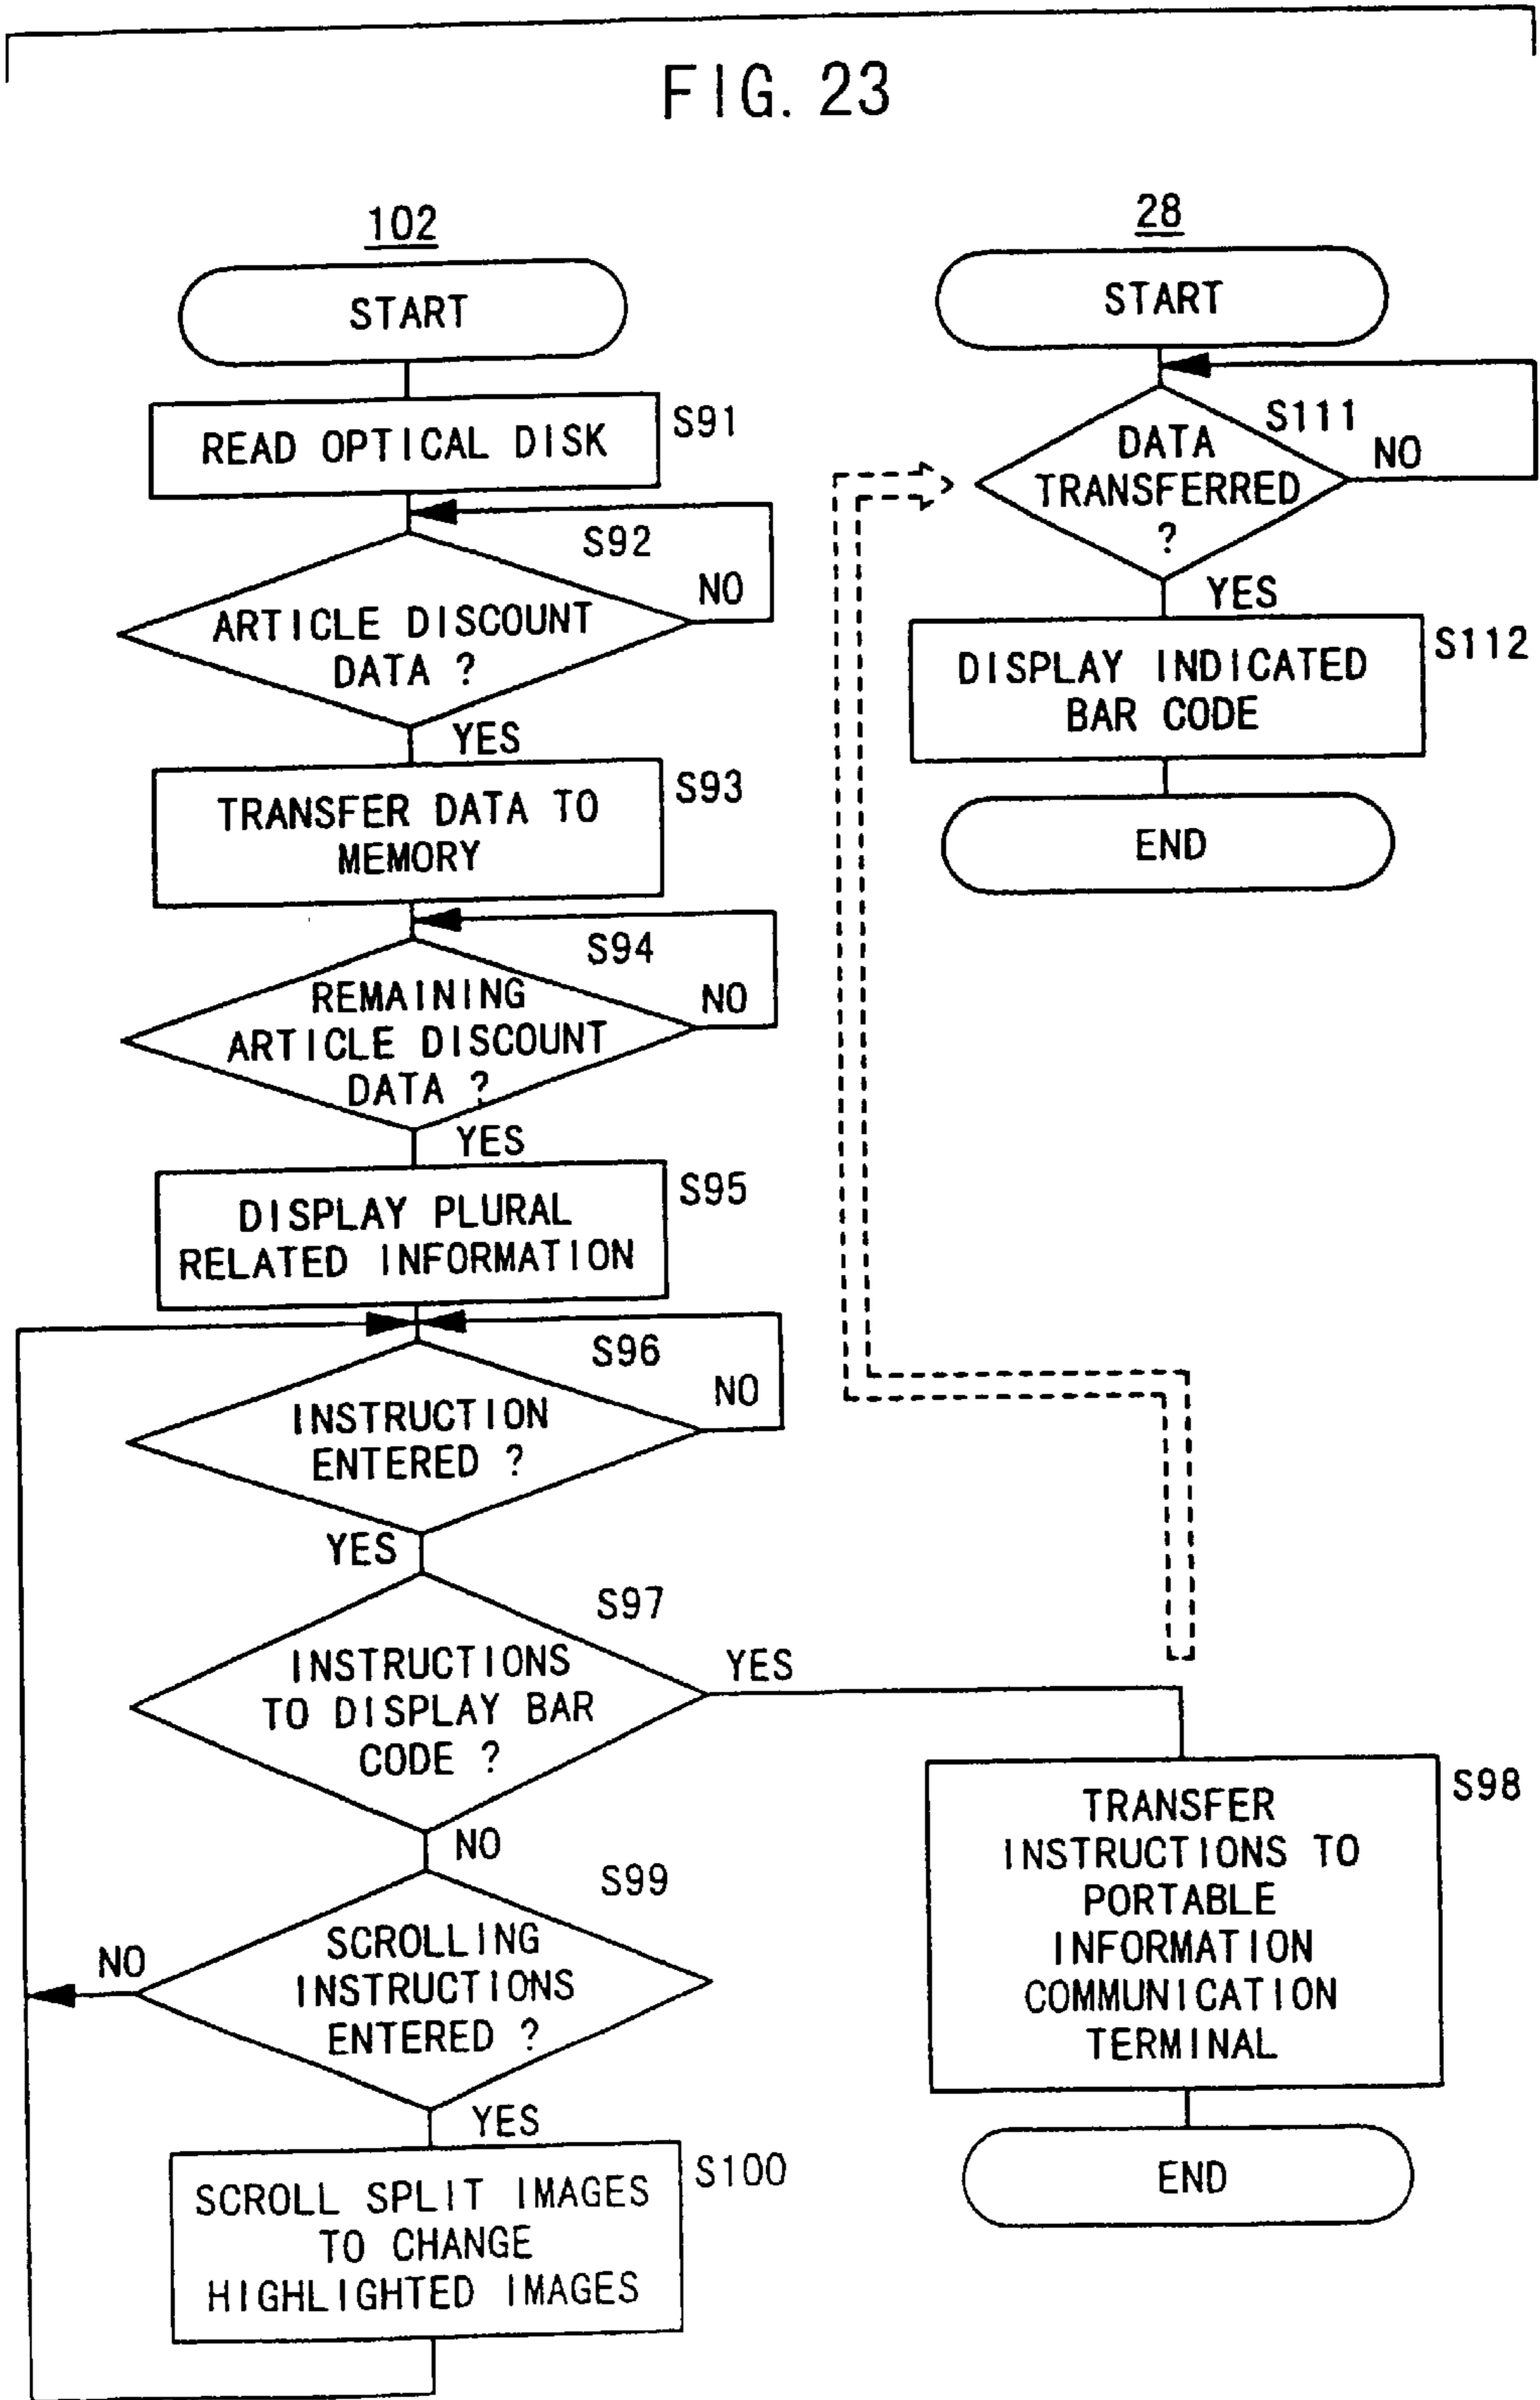 FIG. 23
102
START
READ OPTICAL DISK
S91
S92
NO
ARTICLE DISCOUNT
DATA ?
YES
TRANSFER DATA TO
MEMORY
S93
S94
NO
REMAINING
ARTICLE DISCOUNT
DATA ?
YES
DISPLAY PLURAL
RELATED INFORMATION
S95
S96
NO
INSTRUCTION
ENTERED ?
YES
S97
INSTRUCTIONS
TO DISPLAY BAR
CODE ?
YES
NO
S99
NO
SCROLLING
INSTRUCTIONS
ENTERED ?
YES
SCROLL SPLIT IMAGES
TO CHANGE
HIGHLIGHTED IMAGES
S100
28
START
S111
DATA
TRANSFERRED
?
NO
YES
DISPLAY INDICATED
BAR CODE
S112
END
TRANSFER
INSTRUCTIONS TO
PORTABLE
INFORMATION
COMMUNICATION
TERMINAL
S98
END